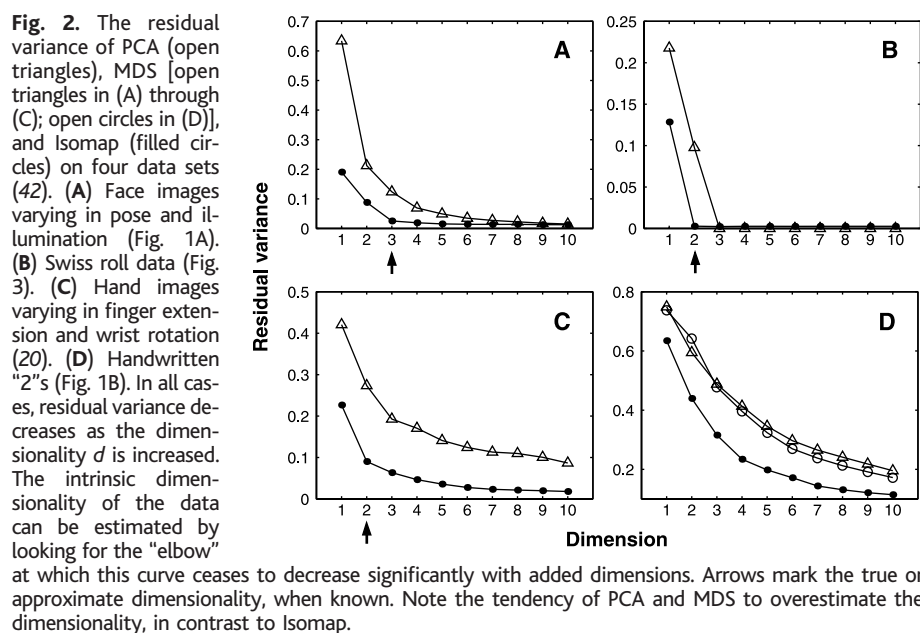 Fig. 2. The residual
variance of PCA (open
triangles), MDS [open
triangles in (A) through
(C); open circles in (D)],
and Isomap (filled cir-
cles) on four data sets
(42). (A) Face images
varying in pose and il-
lumination (Fig. 1A).
(B) Swiss roll data (Fig.
3). (C) Hand images
varying in finger exten-
sion and wrist rotation
(20). (D) Handwritten
"2"s (Fig. 1B). In all cas-
es, residual variance de-
creases as the dimen-
sionality d is increased.
The intrinsic dimen-
sionality of the data
can be estimated by
looking for the "elbow"
at which this curve ceases to decrease significantly with added dimensions. Arrows mark the true or
approximate dimensionality, when known. Note the tendency of PCA and MDS to overestimate the
dimensionality, in contrast to Isomap.
Residual variance
A
0.7
0.6
0.5
0.4
0.3
0.2
0.1
0
1 2 3 4 5 6 7 8 9 10
B
0.25
0.2
0.15
0.1
0.05
0
1 2 3 4 5 6 7 8 9 10
C
0.5
0.4
0.3
0.2
0.1
0
1 2 3 4 5 6 7 8 9 10
D
0.8
0.6
0.4
0.2
1 2 3 4 5 6 7 8 9 10
Dimension